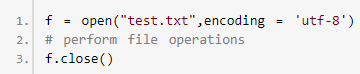 1. f = open("test.txt",encoding = 'utf-8')
2. # perform file operations
3. f.close()